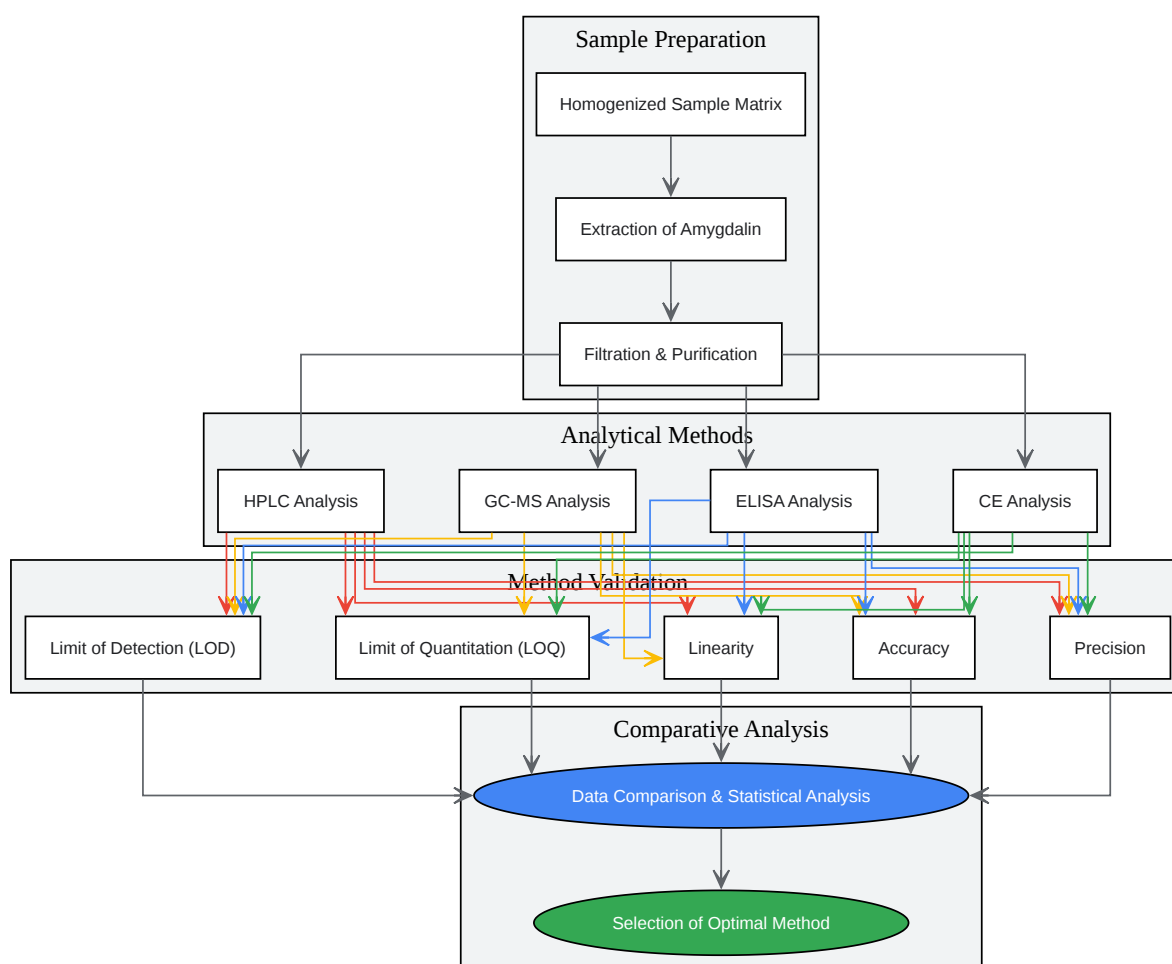 Sample Preparation
Homogenized Sample Matrix
Extraction of Amygdalin
Filtration & Purification
Analytical Methods
HPLC Analysis
GC-MS Analysis
ELISA Analysis
CE Analysis
Method Validation
Limit of Detection (LOD)
Limit of Quantitation (LOQ)
Linearity
Accuracy
Precision
Comparative Analysis
Data Comparison & Statistical Analysis
Selection of Optimal Method